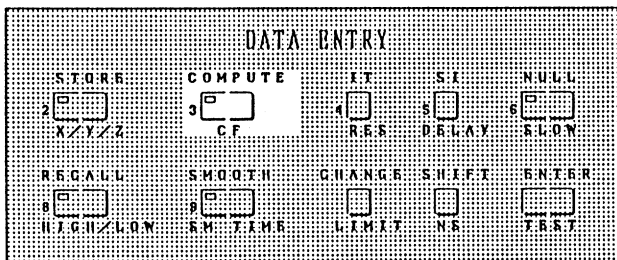 DATA ENTRY
STORE COMPUTE IT SI NULL
2 3 4 5 6
X/Y/Z CF RES DELAY SLOW
RECALL SMOOTH CHANGE SHIFT ENTER
8 9
HIGH/LOW SM TIME LIMIT NS TEST